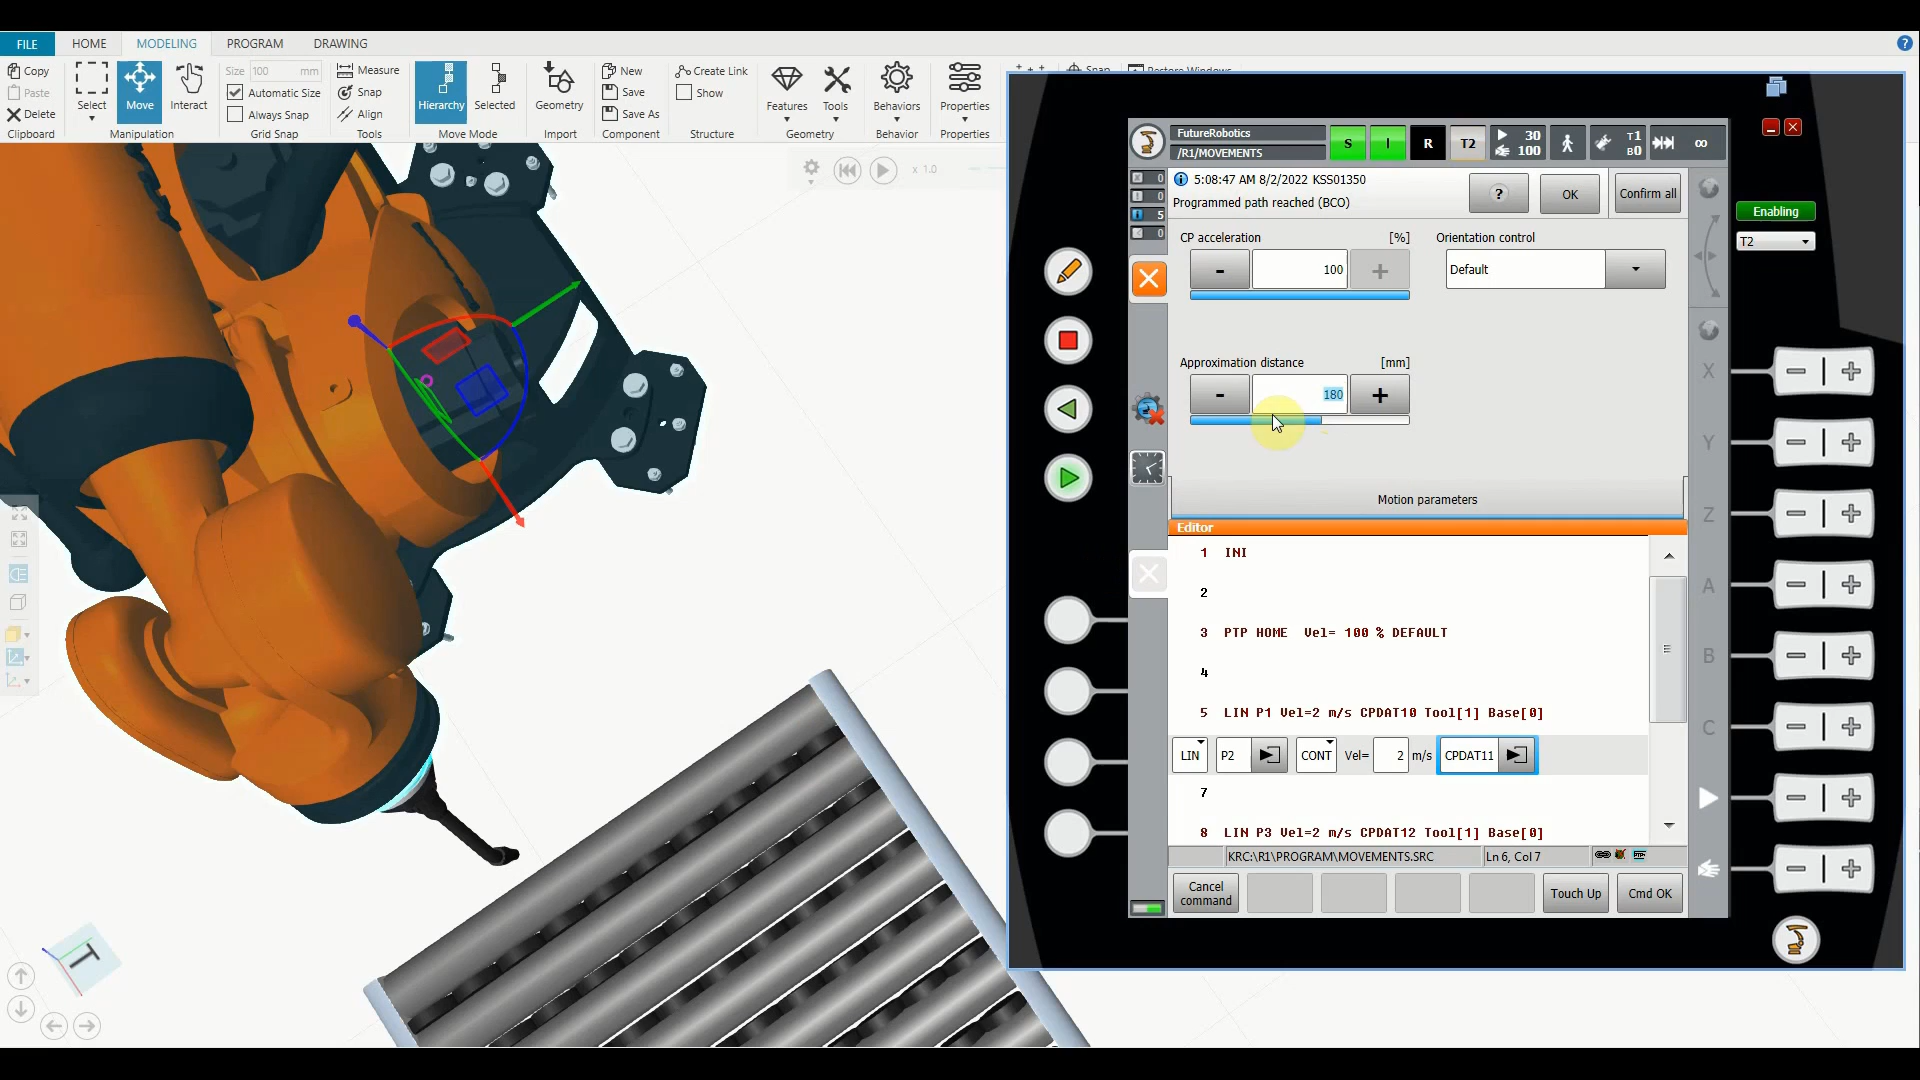 FILE HOME MODELING PROGRAM DRAWING
Copy
Paste
Delete
Clipboard
Select
Move
Interact
Manipulation
Size 100 mm
Automatic Size
Always Snap
Grid Snap
Measure
Snap
Align
Tools
Hierarchy
Selected
Move Mode
Geometry
Import
New
Save
Save As
Component
Create Link
Show
Structure
Features
Tools
Geometry
Behaviors
Behavior
Properties
Properties
Snap
Restore Windows
x 1.0
T
FutureRobotics
/R1/MOVEMENTS
S I R T2
30
100
T1
B0
∞
0
0
5
0
5:08:47 AM 8/2/2022 KSS01350
Programmed path reached (BCO)
?
OK
Confirm all
CP acceleration [%]
- 100 +
Orientation control
Default
Approximation distance [mm]
- 180 +
Motion parameters
Editor
1 INI
2
3 PTP HOME Vel= 100 % DEFAULT
4
5 LIN P1 Vel=2 m/s CPDAT10 Tool[1] Base[0]
LIN P2 CONT Vel= 2 m/s CPDAT11
7
8 LIN P3 Vel=2 m/s CPDAT12 Tool[1] Base[0]
KRC:\R1\PROGRAM\MOVEMENTS.SRC Ln 6, Col 7
Cancel command
Touch Up
Cmd OK
X
Y
Z
A
B
C
Enabling
T2